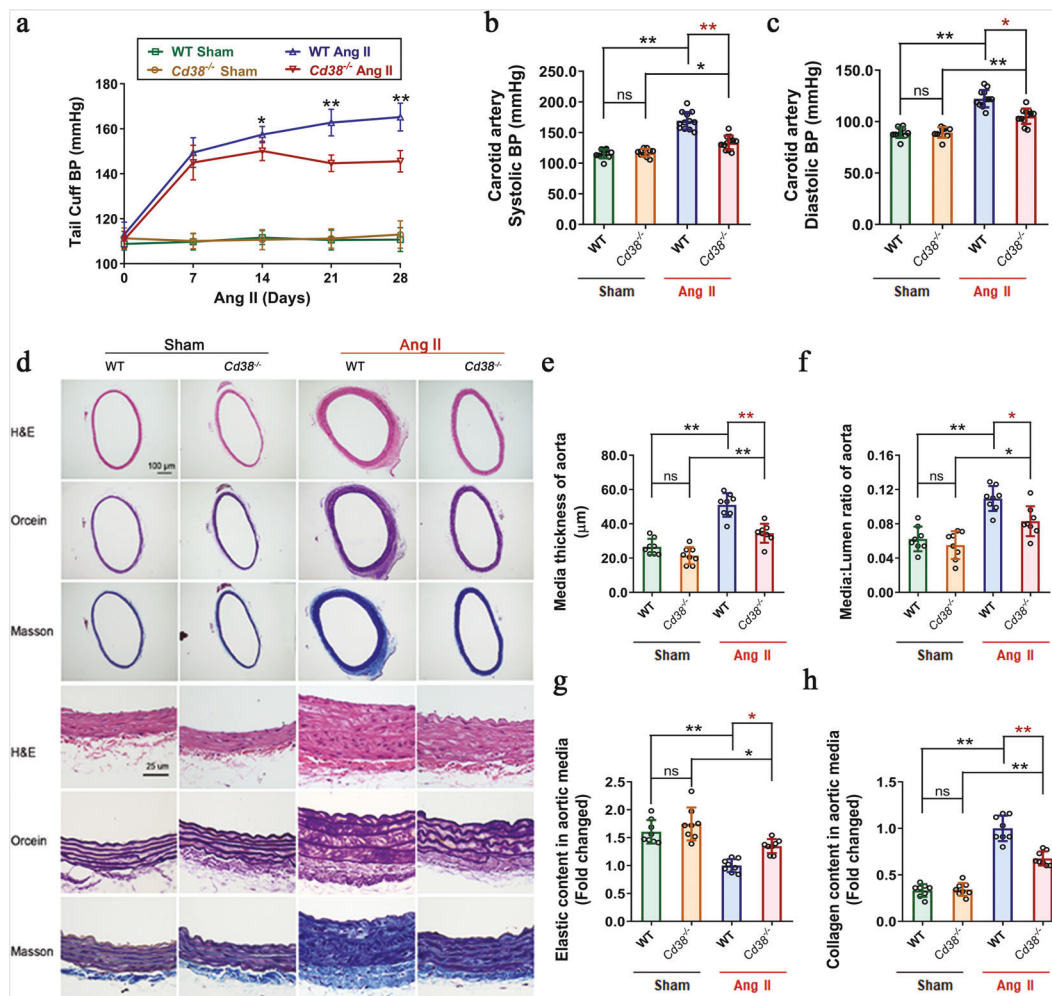 a
WT Sham
WT Ang II
Cd38-/- Sham
Cd38-/- Ang II
Tail Cuff BP (mmHg)
180
160
140
120
100
*
**
**
0
7
14
21
28
Ang II (Days)
b
Carotid artery
Systolic BP (mmHg)
250.0
200.0
150.0
100.0
50.0
0.0
**
**
*
ns
WT
Cd38-/-
WT
Cd38-/-
Sham
Ang II
c
Carotid artery
Diastolic BP (mmHg)
200.0
150.0
100.0
50.0
0.0
**
*
**
ns
WT
Cd38-/-
WT
Cd38-/-
Sham
Ang II
d
Sham
Ang II
WT
Cd38-/-
WT
Cd38-/-
H&E
100 µm
Orcein
Masson
H&E
25 µm
Orcein
Masson
e
Media thickness of aorta
(µm)
80.0
60.0
40.0
20.0
0.0
**
**
**
ns
WT
Cd38-/-
WT
Cd38-/-
Sham
Ang II
f
Media:Lumen ratio of aorta
0.16
0.12
0.08
0.04
0.00
**
*
*
ns
WT
Cd38-/-
WT
Cd38-/-
Sham
Ang II
g
Elastic content in aortic media
(Fold changed)
2.5
2.0
1.5
1.0
0.5
0.0
**
*
*
ns
WT
Cd38-/-
WT
Cd38-/-
Sham
Ang II
h
Collagen content in aortic media
(Fold changed)
1.5
1.0
0.5
0.0
**
**
**
ns
WT
Cd38-/-
WT
Cd38-/-
Sham
Ang II